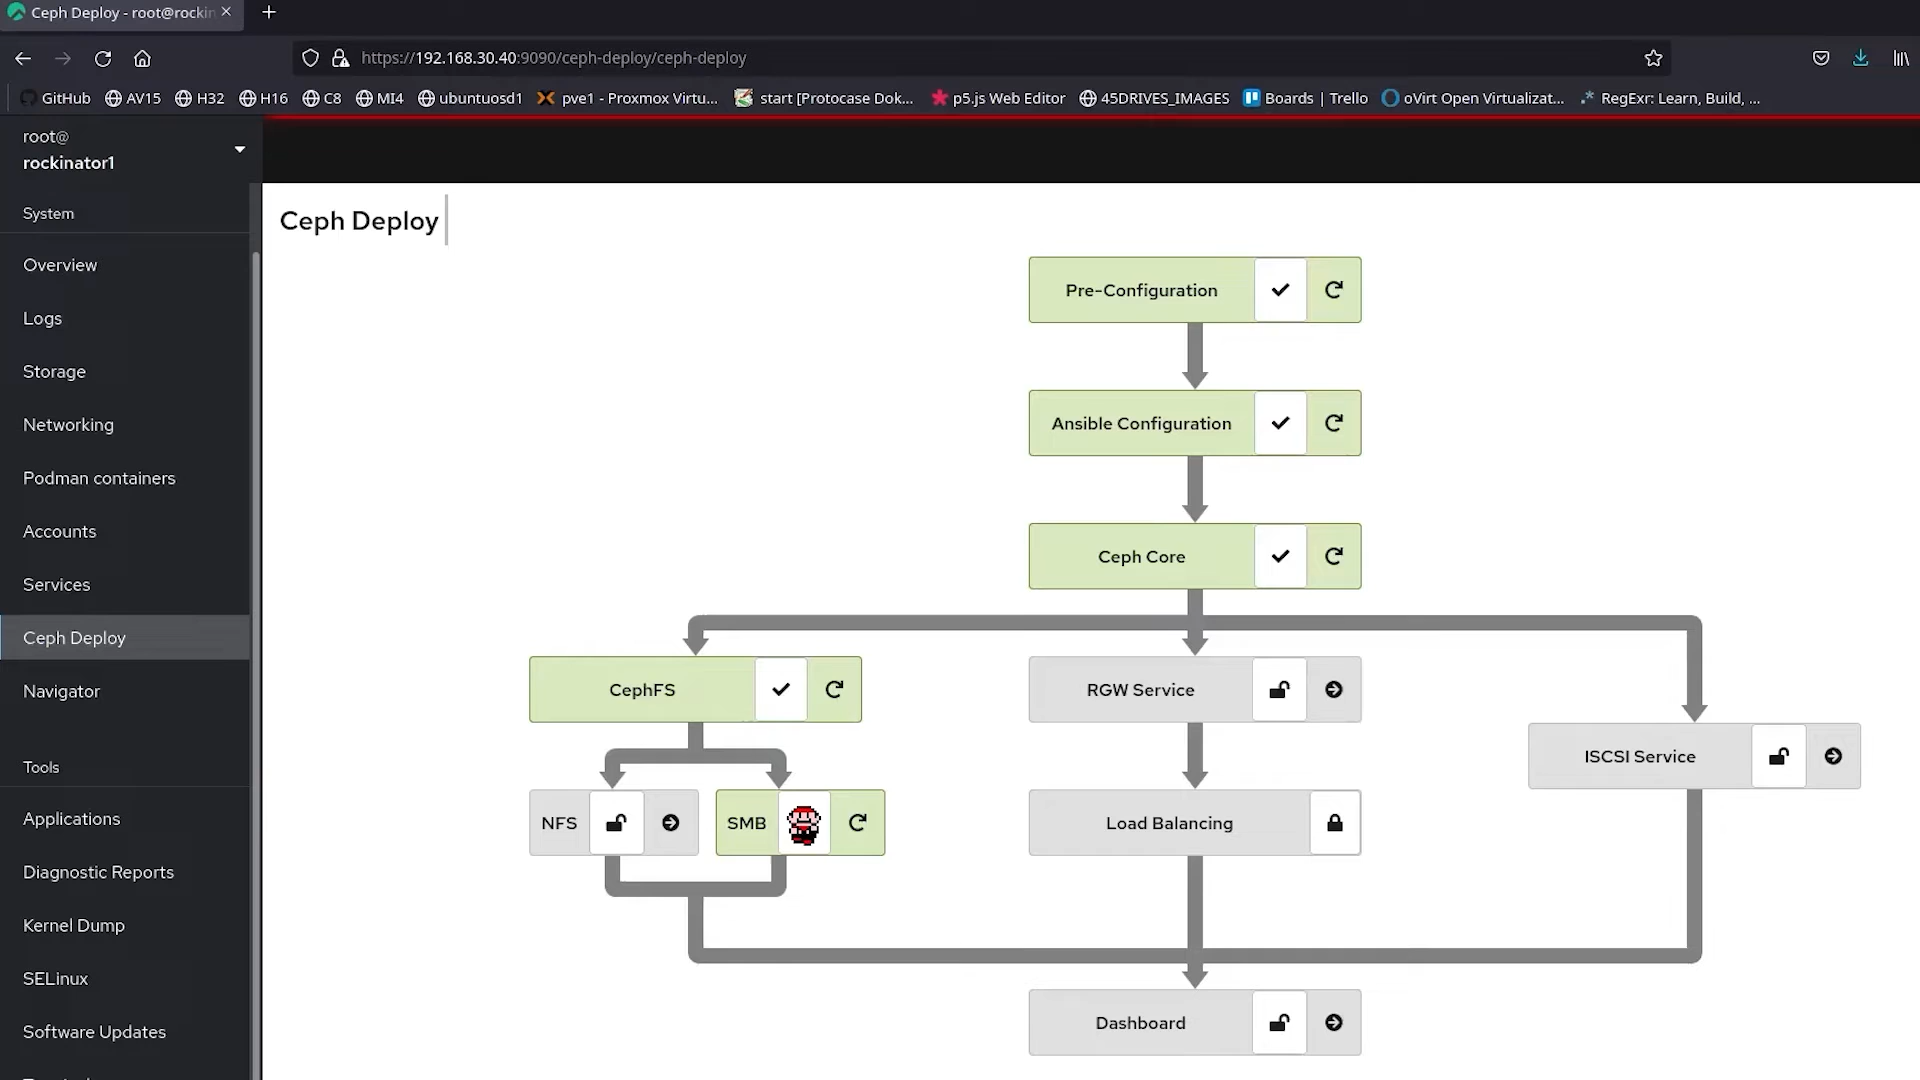 Ceph Deploy - root@rockin
https://192.168.30.40:9090/ceph-deploy/ceph-deploy
GitHub AV15 H32 H16 C8 MI4 ubuntuosd1 pve1 - Proxmox Virtu... start [Protocase Dok... p5.js Web Editor 45DRIVES_IMAGES Boards | Trello oVirt Open Virtualizat... RegExr: Learn, Build, ...
root@
rockinator1
System
Overview
Logs
Storage
Networking
Podman containers
Accounts
Services
Ceph Deploy
Navigator
Tools
Applications
Diagnostic Reports
Kernel Dump
SELinux
Software Updates
Ceph Deploy
Pre-Configuration
Ansible Configuration
Ceph Core
CephFS
RGW Service
ISCSI Service
NFS
SMB
Load Balancing
Dashboard